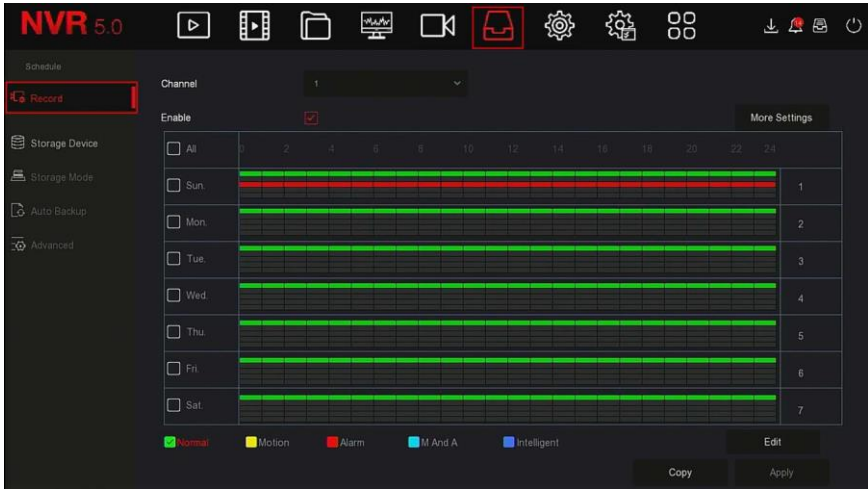 NVR 5.0
Schedule
Record
Storage Device
Storage Mode
Auto Backup
Advanced
Channel 1
Enable More Settings
All 0 2 4 6 8 10 12 14 16 18 20 22 24
Sun. 1
Mon. 2
Tue. 3
Wed. 4
Thu. 5
Fri. 6
Sat. 7
Normal Motion Alarm M And A Intelligent Edit
Copy Apply